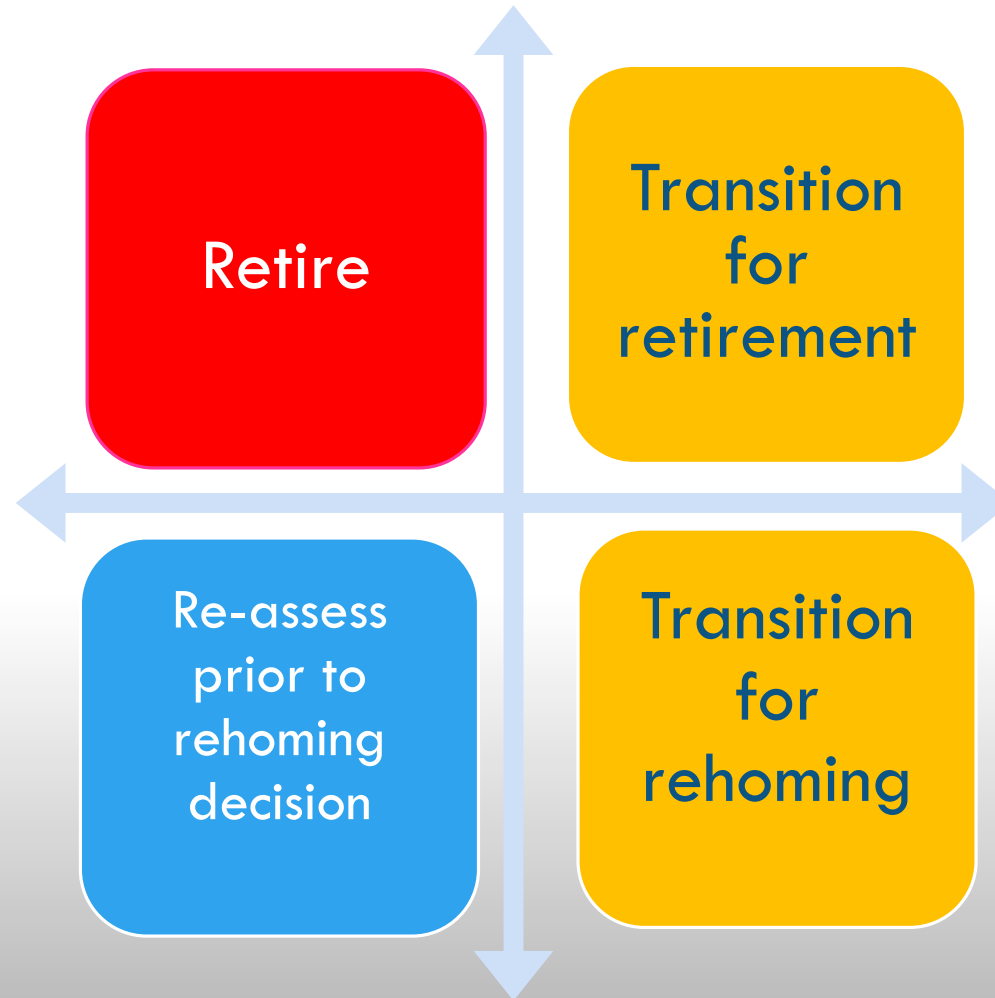 Retire
Transition
for
retirement
Re-assess
prior to
rehoming
decision
Transition
for
rehoming